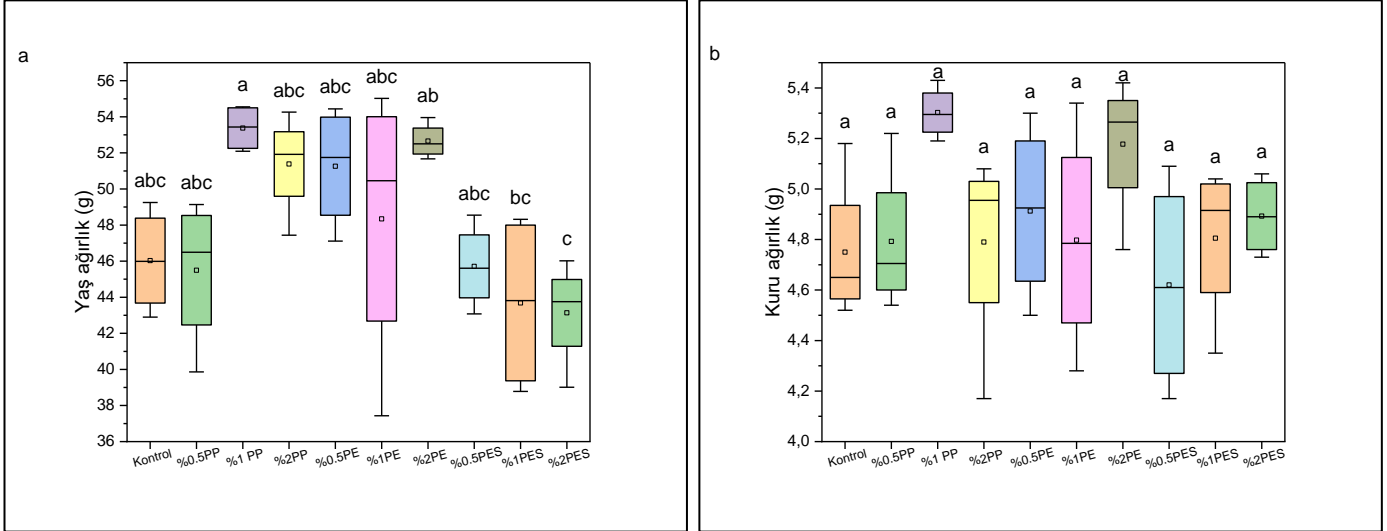 a
Yaş ağırlık (g)
56
54
52
50
48
46
44
42
40
38
36
abc
abc
a
abc
abc
abc
ab
abc
bc
c
Kontrol
%0.5PP
%1 PP
%2PP
%0.5PE
%1PE
%2PE
%0.5PES
%1PES
%2PES
b
Kuru ağırlık (g)
5,4
5,2
5,0
4,8
4,6
4,4
4,2
4,0
a
a
a
a
a
a
a
a
a
a
Kontrol
%0.5PP
%1 PP
%2PP
%0.5PE
%1PE
%2PE
%0.5PES
%1PES
%2PES